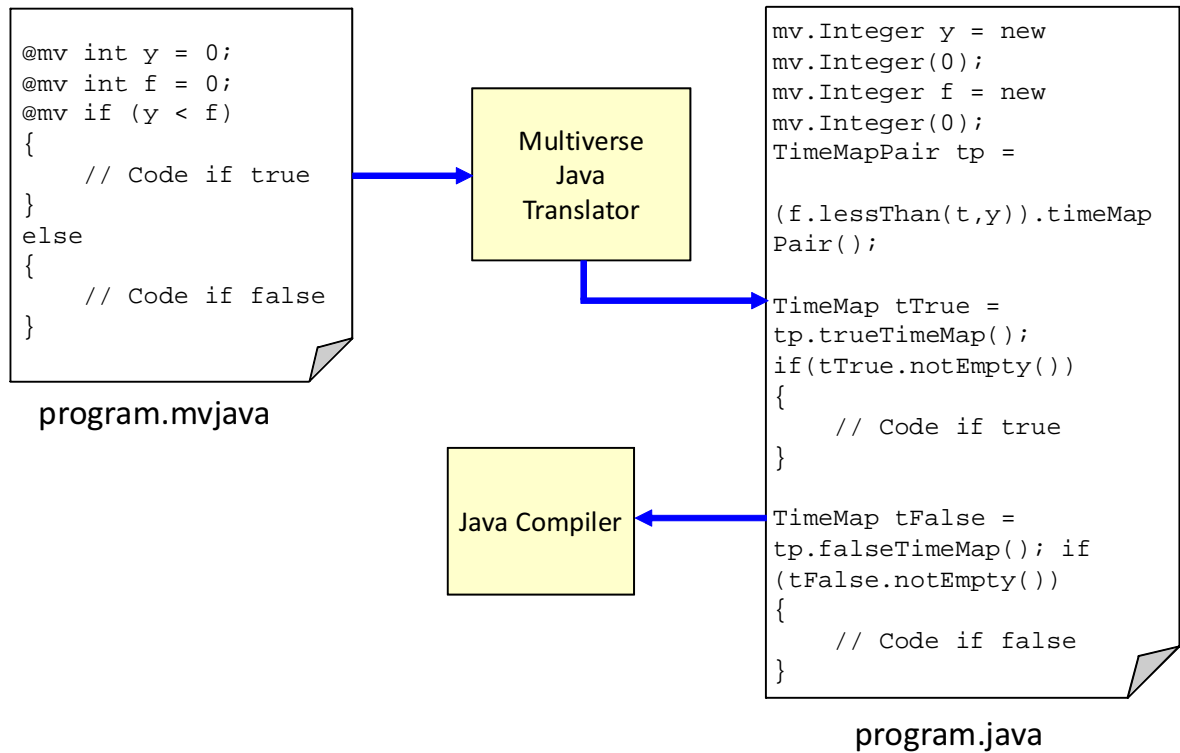 @mv int y = 0;
@mv int f = 0;
@mv if (y < f)
{
// Code if true
}
else
{
// Code if false
}
program.mvjava
Multiverse
Java
Translator
Java Compiler
mv.Integer y = new
mv.Integer(0);
mv.Integer f = new
mv.Integer(0);
TimeMapPair tp =
(f.lessThan(t,y)).timeMap
Pair();
TimeMap tTrue =
tp.trueTimeMap();
if(tTrue.notEmpty())
{
// Code if true
}
TimeMap tFalse =
tp.falseTimeMap(); if
(tFalse.notEmpty())
{
// Code if false
}
program.java